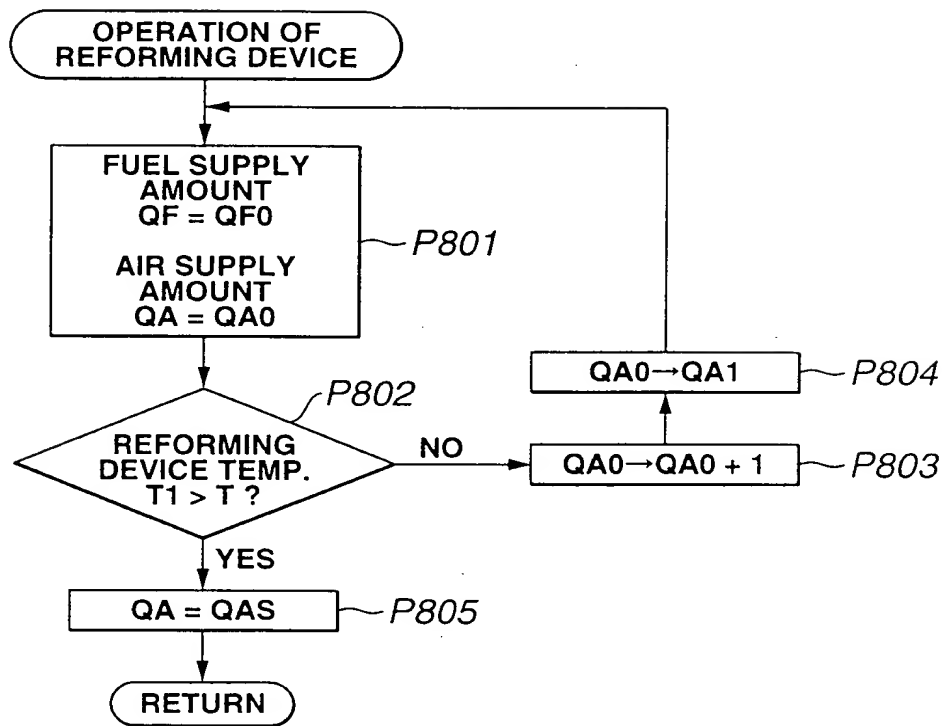 OPERATION OF
REFORMING DEVICE
FUEL SUPPLY
AMOUNT
QF = QF0
AIR SUPPLY
AMOUNT
QA = QA0
P801
P802
REFORMING
DEVICE TEMP.
T1 > T ?
NO
QA0→QA0 + 1
P803
QA0→QA1
P804
YES
QA = QAS
P805
RETURN